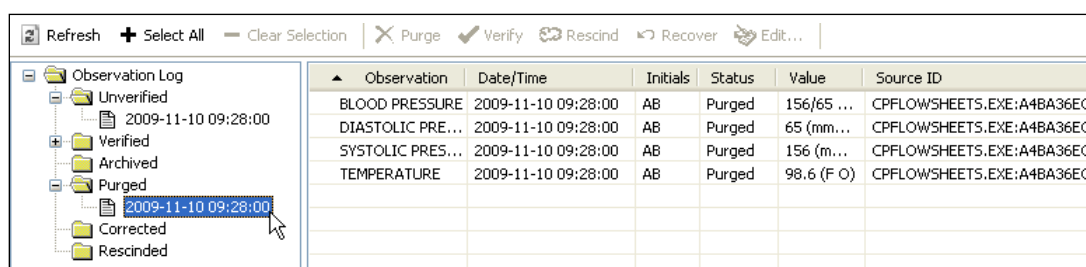 Refresh Select All Clear Selection Purge Verify Rescind Recover Edit...
Observation Log
Unverified
2009-11-10 09:28:00
Verified
Archived
Purged
2009-11-10 09:28:00
Corrected
Rescinded
Observation Date/Time Initials Status Value Source ID
BLOOD PRESSURE 2009-11-10 09:28:00 AB Purged 156/65 ... CPFLOWSHEETS.EXE:A4BA36EC
DIASTOLIC PRE... 2009-11-10 09:28:00 AB Purged 65 (mm... CPFLOWSHEETS.EXE:A4BA36EC
SYSTOLIC PRES... 2009-11-10 09:28:00 AB Purged 156 (m... CPFLOWSHEETS.EXE:A4BA36EC
TEMPERATURE 2009-11-10 09:28:00 AB Purged 98.6 (F O) CPFLOWSHEETS.EXE:A4BA36EC